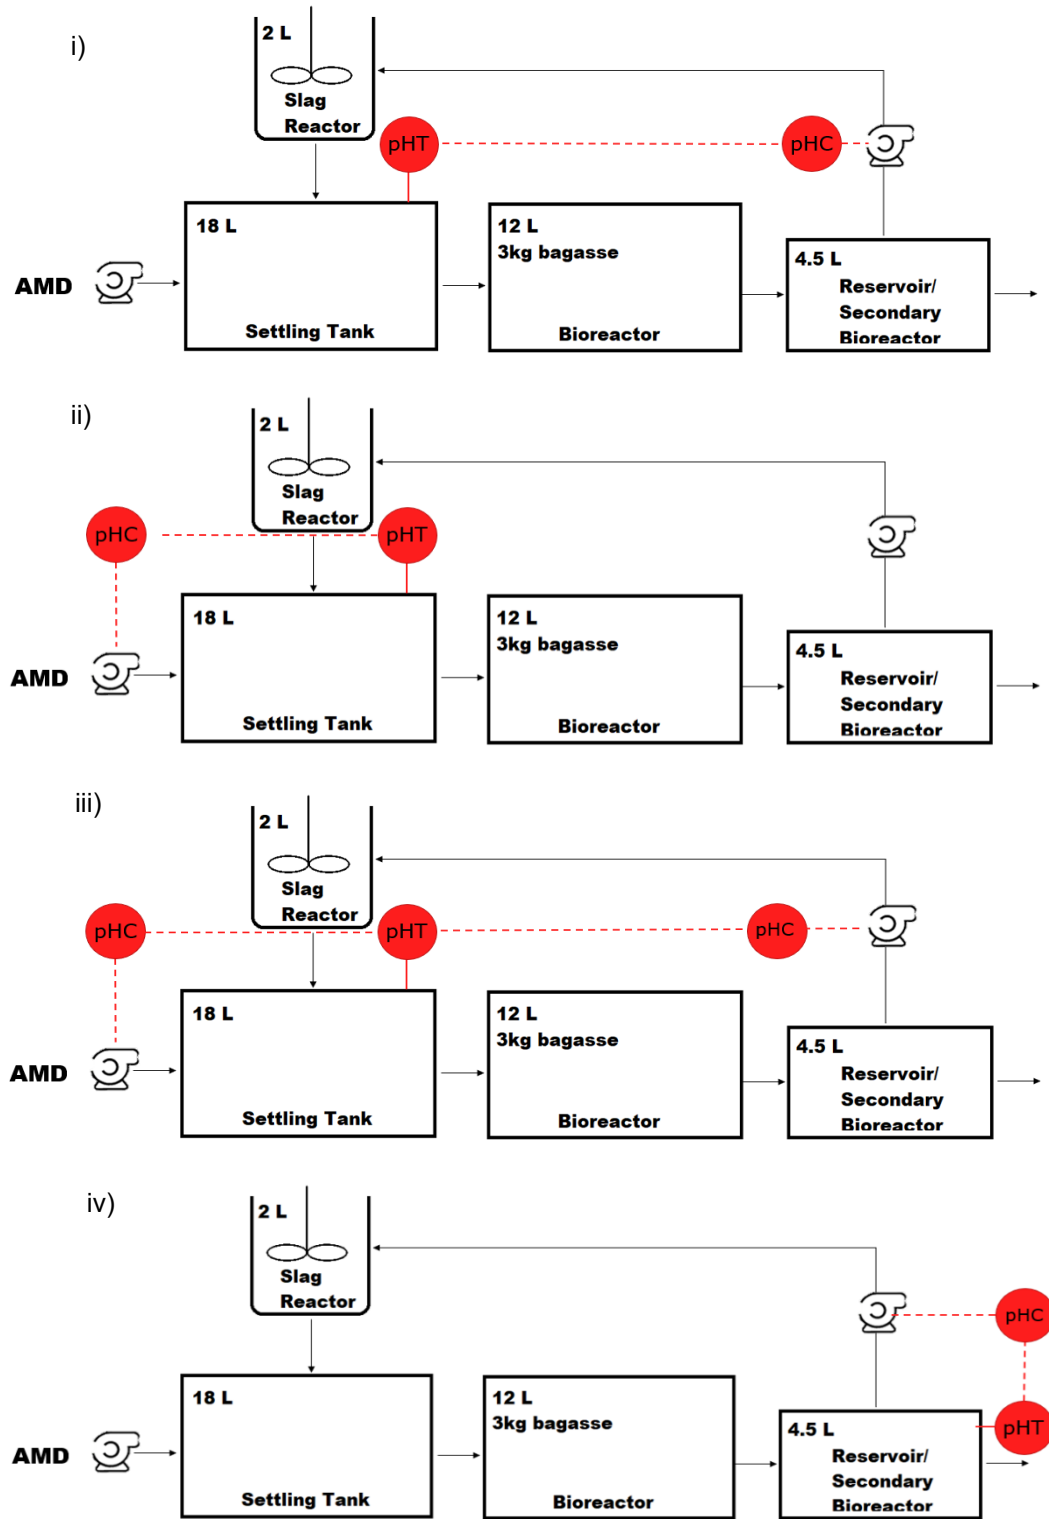 i)
2 L
Slag
Reactor
pHT
pHC
18 L
12 L
3kg bagasse
4.5 L
AMD
Reservoir/
Secondary
Bioreactor
Settling Tank
Bioreactor
ii)
2 L
Slag
Reactor
pHC
pHT
18 L
12 L
3kg bagasse
4.5 L
AMD
Reservoir/
Secondary
Bioreactor
Settling Tank
Bioreactor
iii)
2 L
Slag
Reactor
pHC
pHT
pHC
18 L
12 L
3kg bagasse
4.5 L
AMD
Reservoir/
Secondary
Bioreactor
Settling Tank
Bioreactor
iv)
2 L
Slag
Reactor
pHC
18 L
12 L
3kg bagasse
4.5 L
pHT
AMD
Reservoir/
Secondary
Bioreactor
Settling Tank
Bioreactor